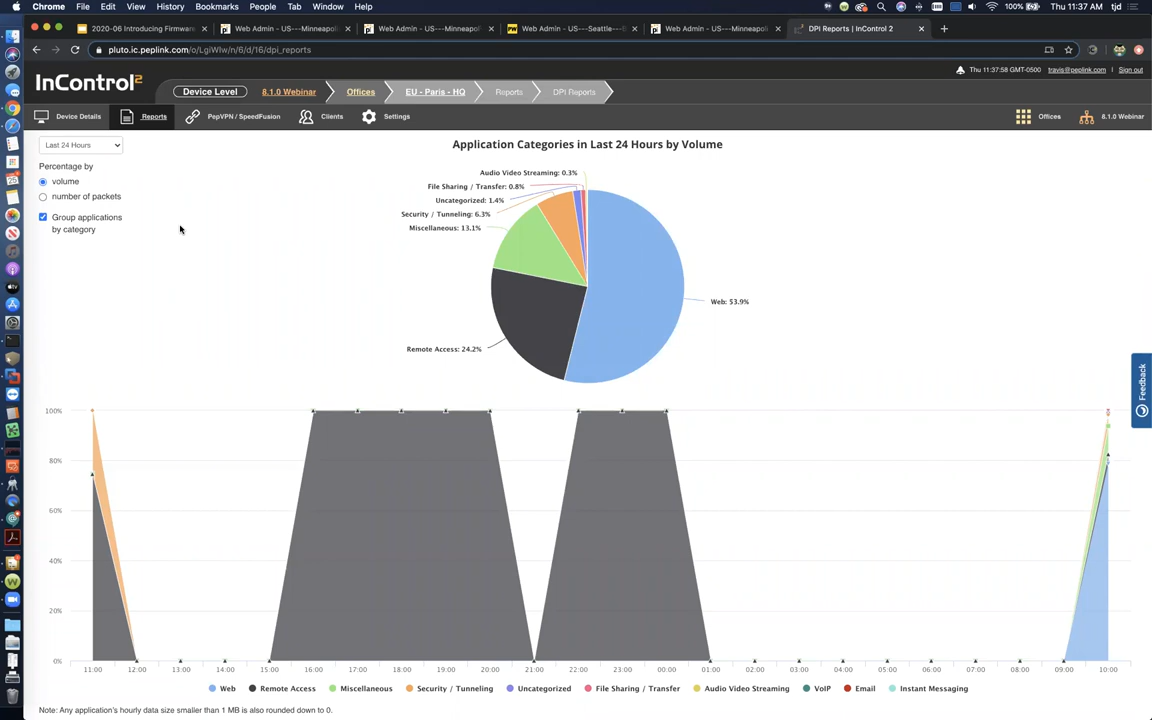 Chrome File Edit View History Bookmarks People Tab Window Help 100% Thu 11:37 AM tjd
2020-06 Introducing Firmware × Web Admin - US---Minneapol × Web Admin - US---Minneapol × Web Admin - US---Seattle--- × Web Admin - US---Minneapol × DPI Reports | InControl 2 × +
pluto.ic.peplink.com/o/LgiWlw/n/6/d/16/dpi_reports
InControl2 Device Level 8.1.0 Webinar Offices EU - Paris - HQ Reports DPI Reports
Thu 11:37:58 GMT-0500 travis@peplink.com | Sign out
Device Details Reports PepVPN / SpeedFusion Clients Settings Offices 8.1.0 Webinar
Last 24 Hours
Percentage by
volume
number of packets
Group applications
by category
Application Categories in Last 24 Hours by Volume
Audio Video Streaming: 0.3%
File Sharing / Transfer: 0.8%
Uncategorized: 1.4%
Security / Tunneling: 6.3%
Miscellaneous: 13.1%
Web: 53.9%
Remote Access: 24.2%
Feedback
100%
80%
60%
40%
20%
0%
11:00 12:00 13:00 14:00 15:00 16:00 17:00 18:00 19:00 20:00 21:00 22:00 23:00 00:00 01:00 02:00 03:00 04:00 05:00 06:00 07:00 08:00 09:00 10:00
Web Remote Access Miscellaneous Security / Tunneling Uncategorized File Sharing / Transfer Audio Video Streaming VoIP Email Instant Messaging
Note: Any application's hourly data size smaller than 1 MB is also rounded down to 0.